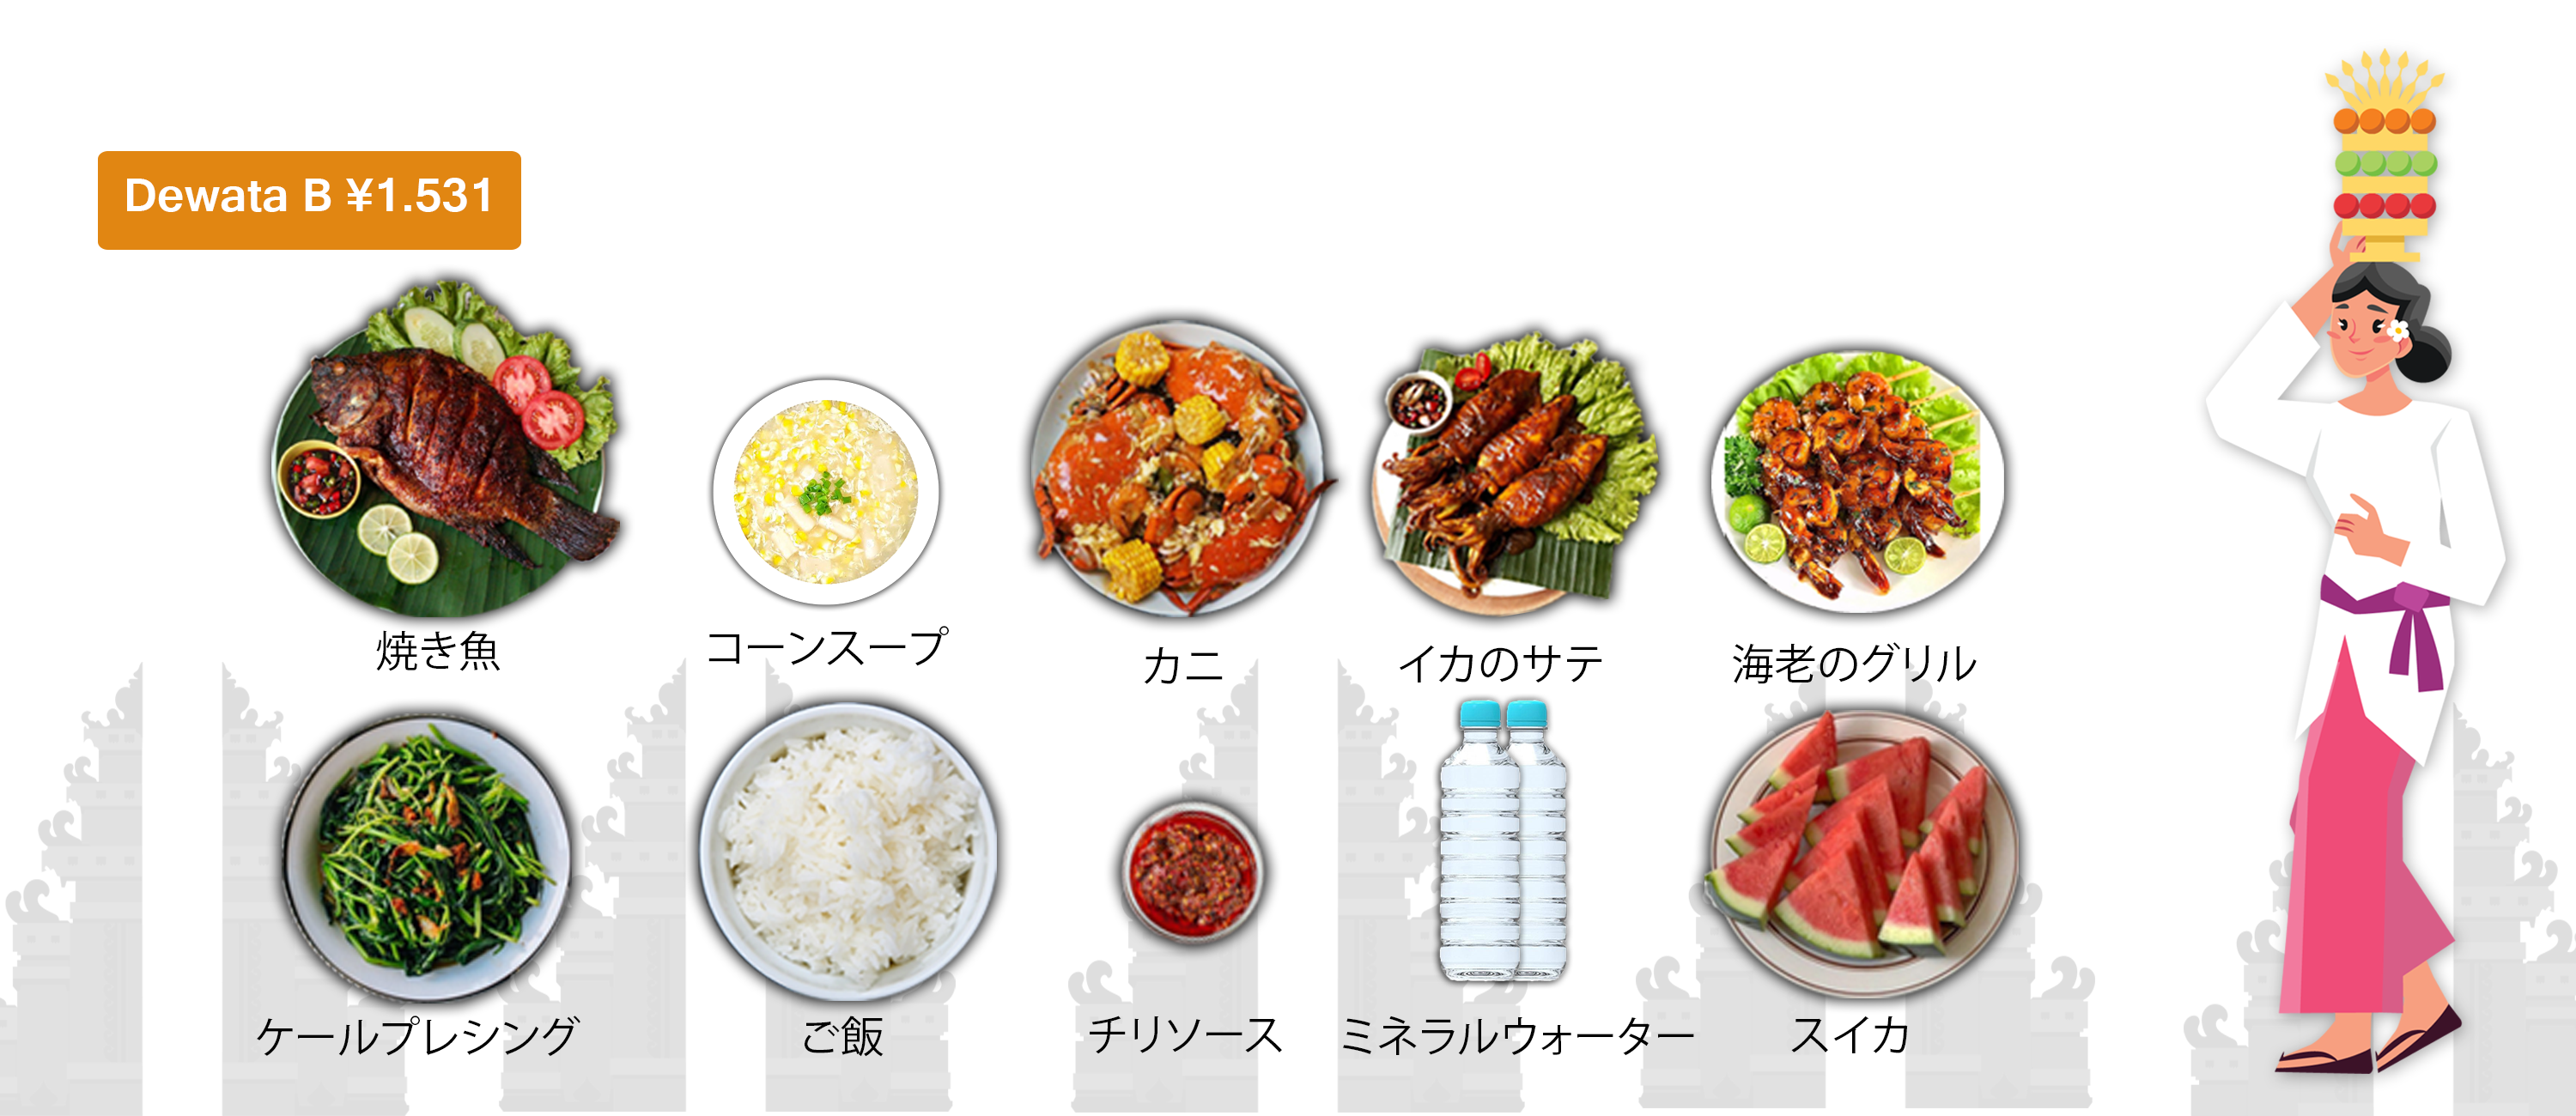 Dewata B ¥1.531
焼き魚
コーンスープ
カニ
イカのサテ
海老のグリル
ケールプレシング
ご飯
チリソース
ミネラルウォーター
スイカ